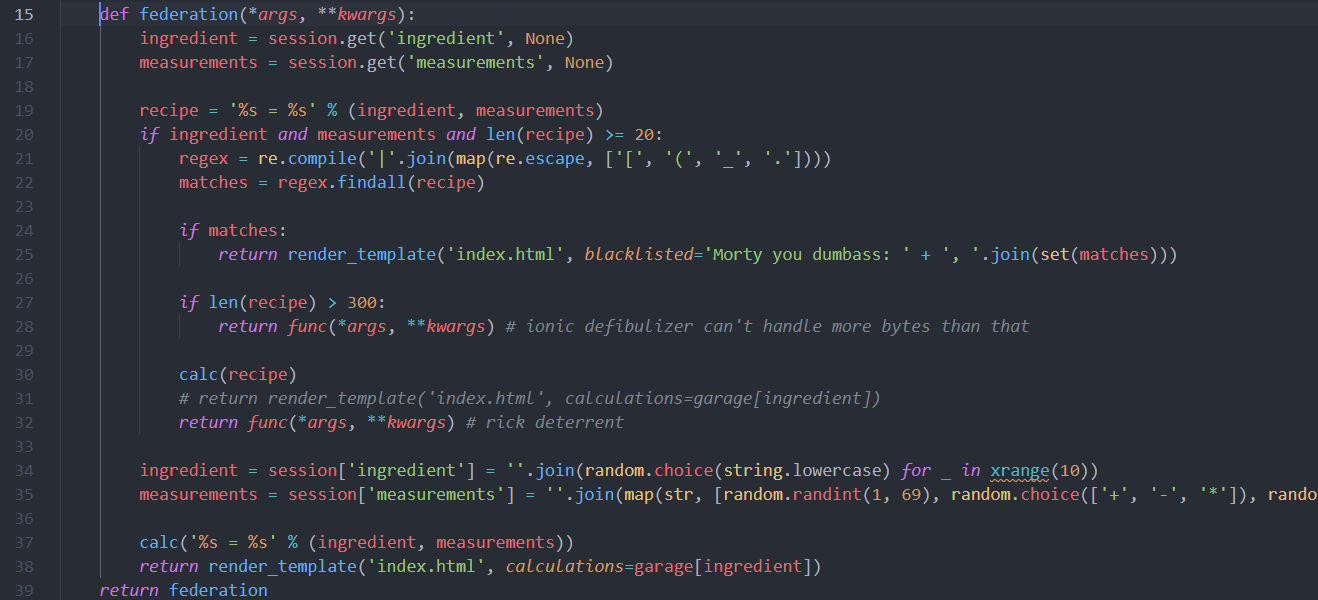 15 def federation(*args, **kwargs):
16 ingredient = session.get('ingredient', None)
17 measurements = session.get('measurements', None)
18
19 recipe = '%s = %s' % (ingredient, measurements)
20 if ingredient and measurements and len(recipe) >= 20:
21 regex = re.compile('|'.join(map(re.escape, ['[', '(', '_', '.'])))
22 matches = regex.findall(recipe)
23
24 if matches:
25 return render_template('index.html', blacklisted='Morty you dumbass: ' + ', '.join(set(matches)))
26
27 if len(recipe) > 300:
28 return func(*args, **kwargs) # ionic defibulizer can't handle more bytes than that
29
30 calc(recipe)
31 # return render_template('index.html', calculations=garage[ingredient])
32 return func(*args, **kwargs) # rick deterrent
33
34 ingredient = session['ingredient'] = ''.join(random.choice(string.lowercase) for _ in xrange(10))
35 measurements = session['measurements'] = ''.join(map(str, [random.randint(1, 69), random.choice(['+', '-', '*']), rando
36
37 calc('%s = %s' % (ingredient, measurements))
38 return render_template('index.html', calculations=garage[ingredient])
39 return federation